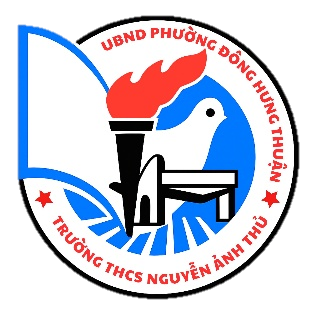 UBND PHƯỜNG ĐÔNG HƯNG THUẬN
TRƯỜNG THCS NGUYỄN ẢNH THỦ